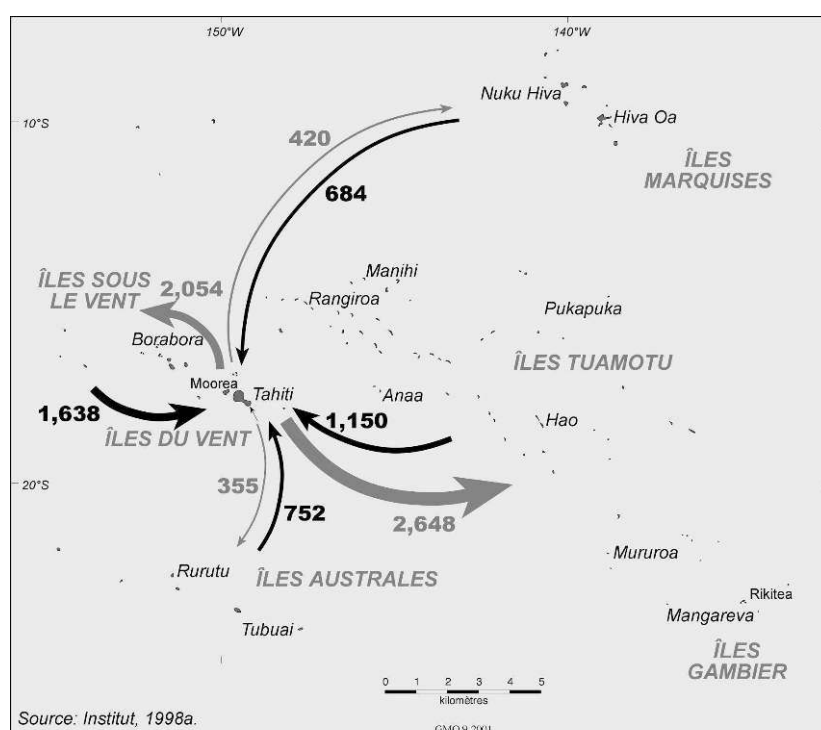 150°W
140°W
Nuku Hiva
10°S
Hiva Oa
420
ÎLES
MARQUISES
684
ÎLES SOUS
LE VENT
2,054
Manihi
Rangiroa
Pukapuka
Borabora
ÎLES TUAMOTU
Moorea
Tahiti
Anaa
1,638
1,150
Hao
ÎLES DU VENT
20°S
355
752
2,648
Mururoa
Rurutu
ÎLES AUSTRALES
Rikitea
Mangareva
Tubuai
ÎLES
GAMBIER
0 1 2 3 4 5
kilomètres
Source: Institut, 1998a.
GMO 9 2001